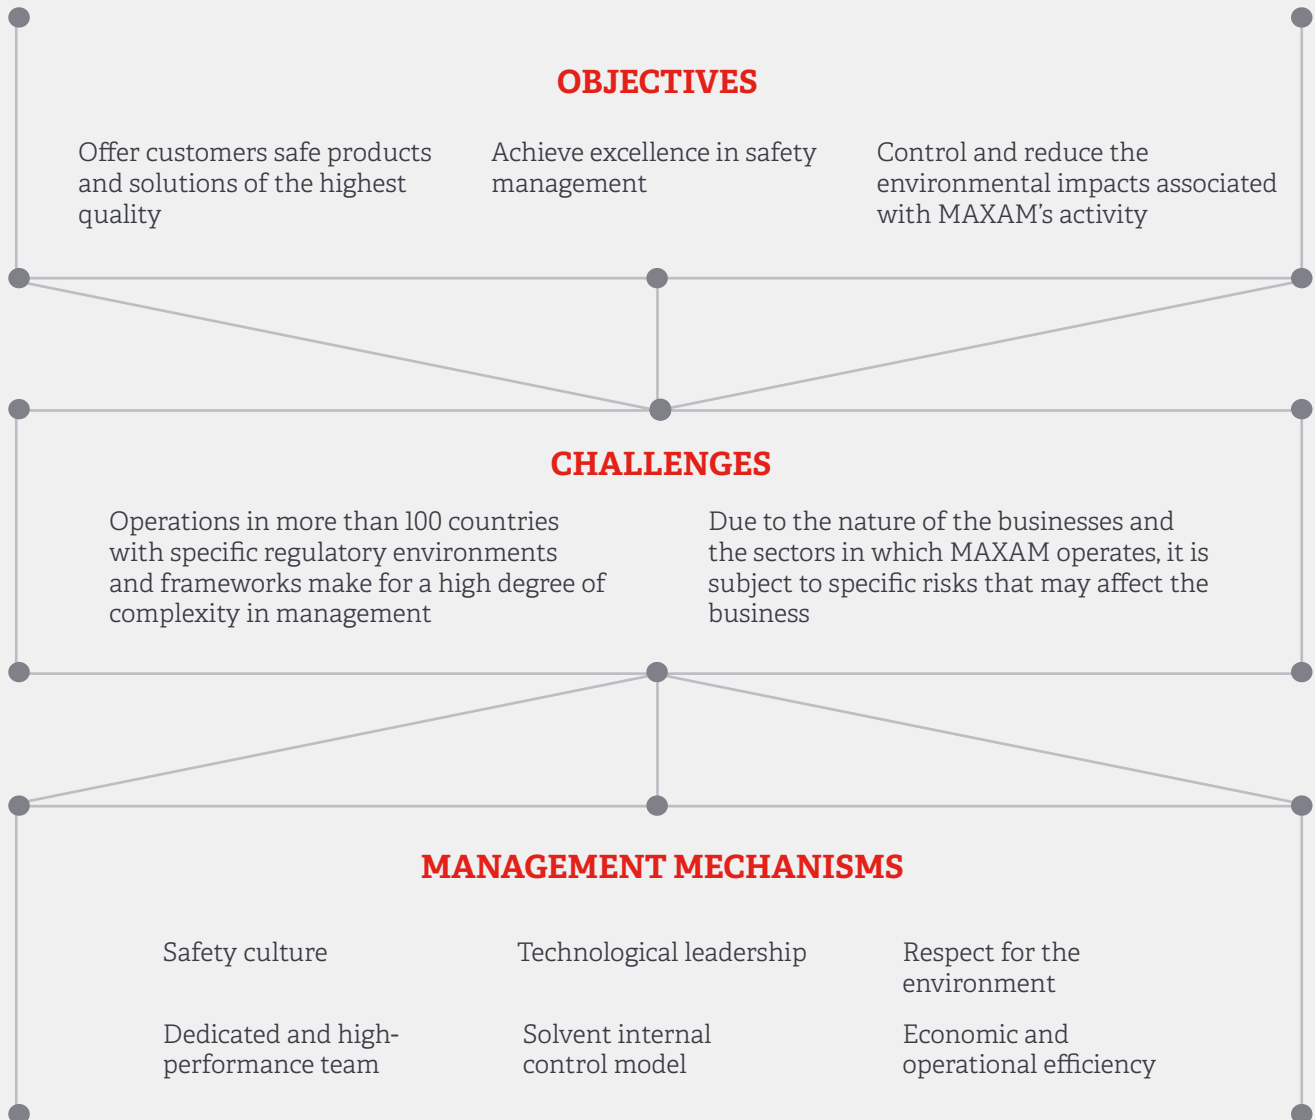 OBJECTIVES
Offer customers safe products
and solutions of the highest
quality
Achieve excellence in safety
management
Control and reduce the
environmental impacts associated
with MAXAM’s activity
CHALLENGES
Operations in more than 100 countries
with specific regulatory environments
and frameworks make for a high degree of
complexity in management
Due to the nature of the businesses and
the sectors in which MAXAM operates, it is
subject to specific risks that may affect the
business
MANAGEMENT MECHANISMS
Safety culture
Technological leadership
Respect for the
environment
Dedicated and high-
performance team
Solvent internal
control model
Economic and
operational efficiency